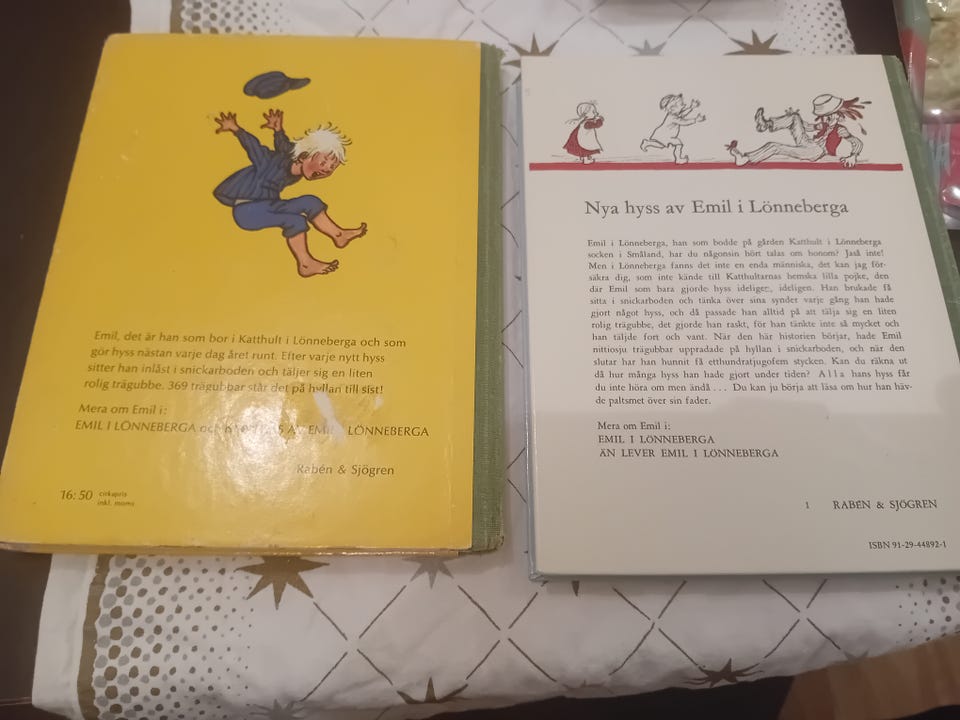 Emil, det är han som bor i Katthult i Lönneberga och som
gör hyss nästan varje dag året runt. Efter varje nytt hyss
sitter han inlåst i snickarboden och täljer sig en liten
rolig trägubbe. 369 trägubbar står det på hyllan till sist!
Mera om Emil i:
EMIL I LÖNNEBERGA och AV EMIL I LÖNNEBERGA
Rabén & Sjögren
16:50 cirkapris
inkl. moms
Nya hyss av Emil i Lönneberga
Emil i Lönneberga, han som bodde på gården Katthult i Lönneberga
socken i Småland, har du någonsin hört talas om honom? Jaså inte!
Men i Lönneberga fanns det inte en enda människa, det kan jag för-
säkra dig, som inte kände till Katthultarnas hemska lilla pojke, den
där Emil som bara gjorde hyss ideligen, ideligen. Han brukade få
sitta i snickarboden och tänka över sina synder varje gång han hade
gjort något hyss, och då passade han alltid på att tälja sig en liten
rolig trägubbe, det gjorde han raskt, för han tänkte inte så mycket och
han täljde fort och vant. När den här historien börjar, hade Emil
nittiosju trägubbar uppradade på hyllan i snickarboden, och när den
slutar har han hunnit få etthundratjugofem stycken. Kan du räkna ut
då hur många hyss han hade gjort under tiden? Alla hans hyss får
du inte höra om men ändå ... Du kan ju börja att läsa om hur han häv-
de paltsmet över sin fader.
Mera om Emil i:
EMIL I LÖNNEBERGA
ÄN LEVER EMIL I LÖNNEBERGA
1 RABÉN & SJÖGREN
ISBN 91-29-44892-1